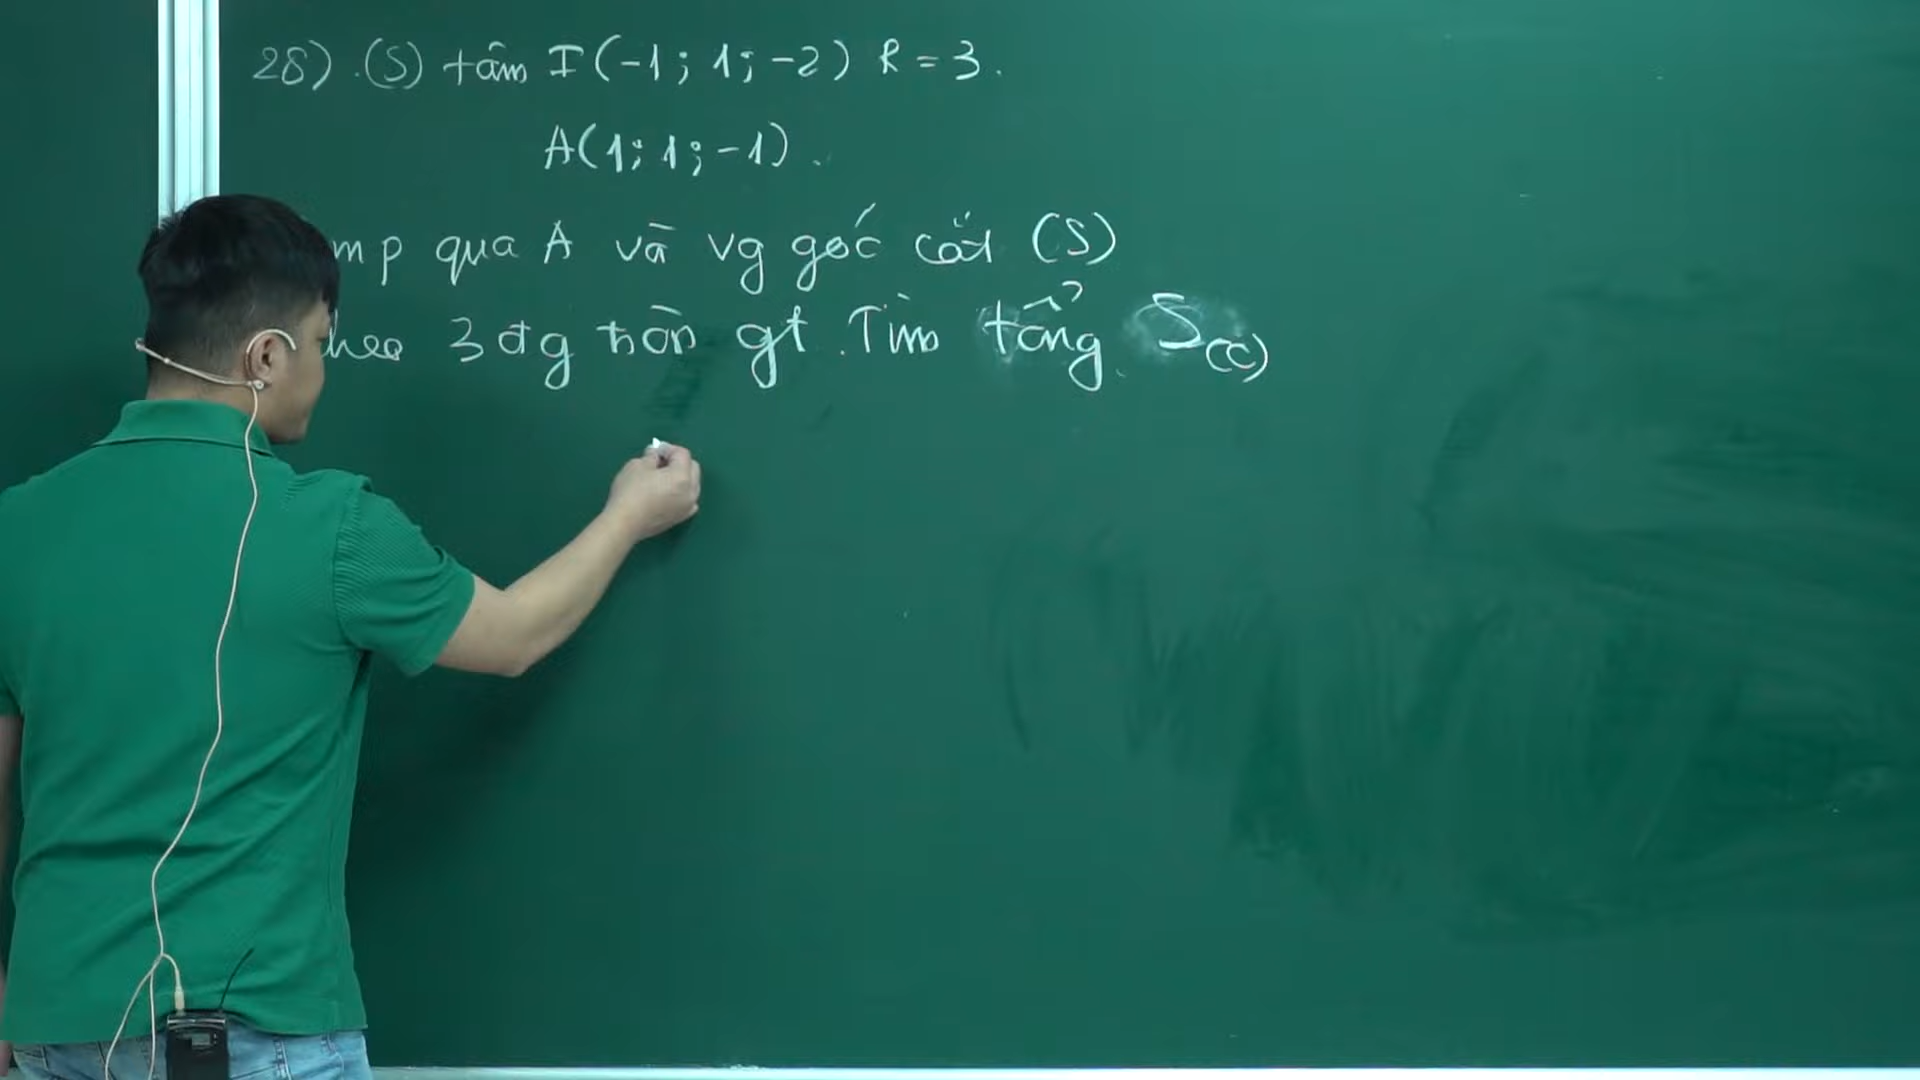 28) . (S) tâm I(-1; 1; -2) R = 3.
A(1; 1; -1).
mp qua A và vg góc cắt (S)
theo 3 đg tròn gt. Tìm tổng S(C)